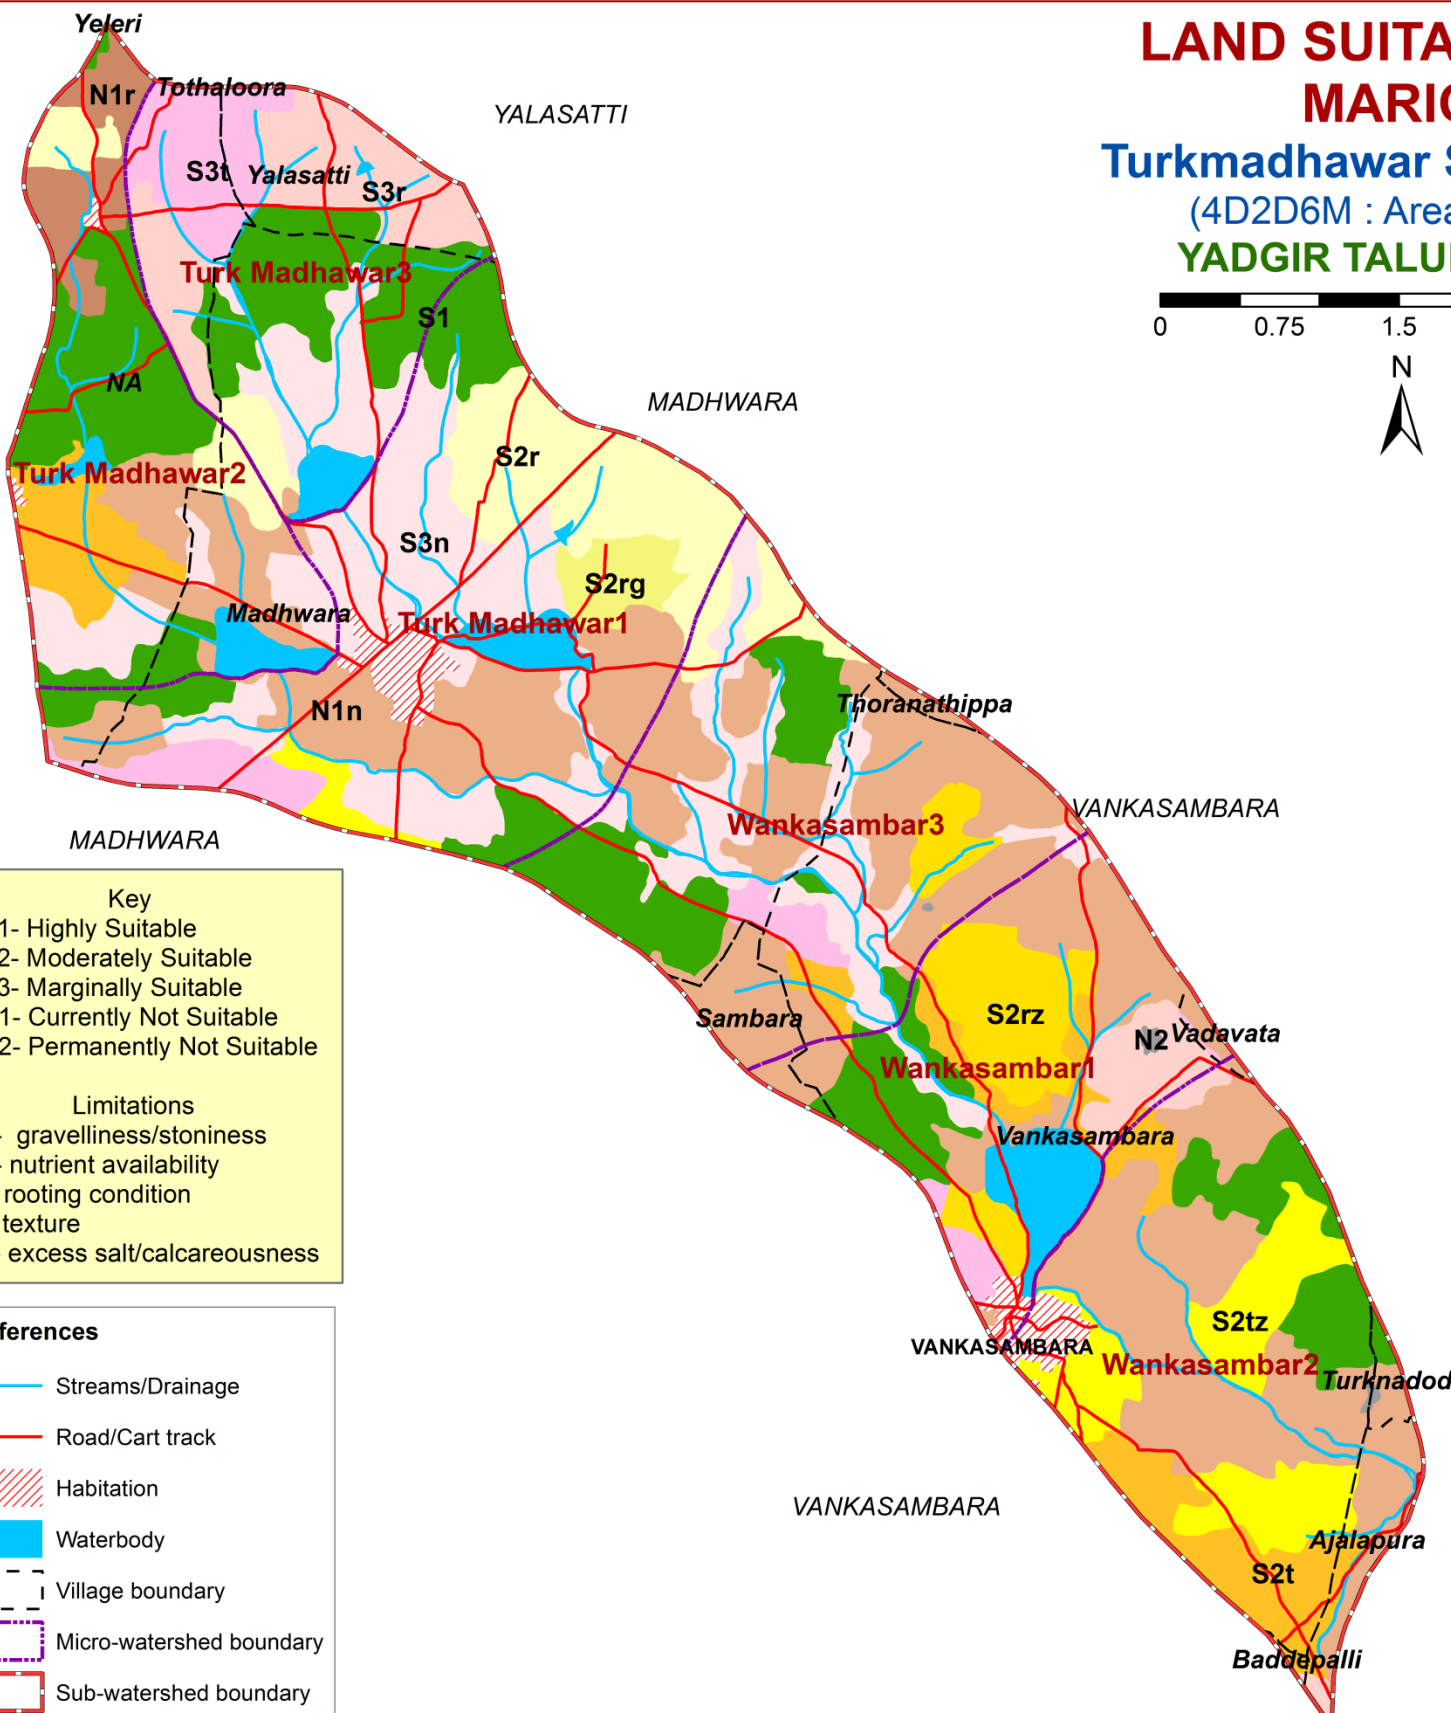 Yeleri
LAND SUITA
MARIG
Turkmadhawar S
(4D2D6M : Area
YADGIR TALU
0 0.75 1.5
N
N1r
Tothaloora
YALASATTI
S3t
Yalasatti
S3r
Turk Madhawar3
S1
NA
MADHWARA
S2r
Turk Madhawar2
S3n
S2rg
Madhwara
Turk Madhawar1
N1n
Thoranathippa
Wankasambar3
VANKASAMBARA
MADHWARA
Sambara
S2rz
N2
Vadavata
Wankasambar1
Vankasambara
S2tz
VANKASAMBARA
Wankasambar2
Turknadod
VANKASAMBARA
Ajalapura
S2t
Baddepalli
Key
1- Highly Suitable
2- Moderately Suitable
3- Marginally Suitable
1- Currently Not Suitable
2- Permanently Not Suitable
Limitations
- gravelliness/stoniness
- nutrient availability
rooting condition
texture
- excess salt/calcareousness
ferences
Streams/Drainage
Road/Cart track
Habitation
Waterbody
Village boundary
Micro-watershed boundary
Sub-watershed boundary